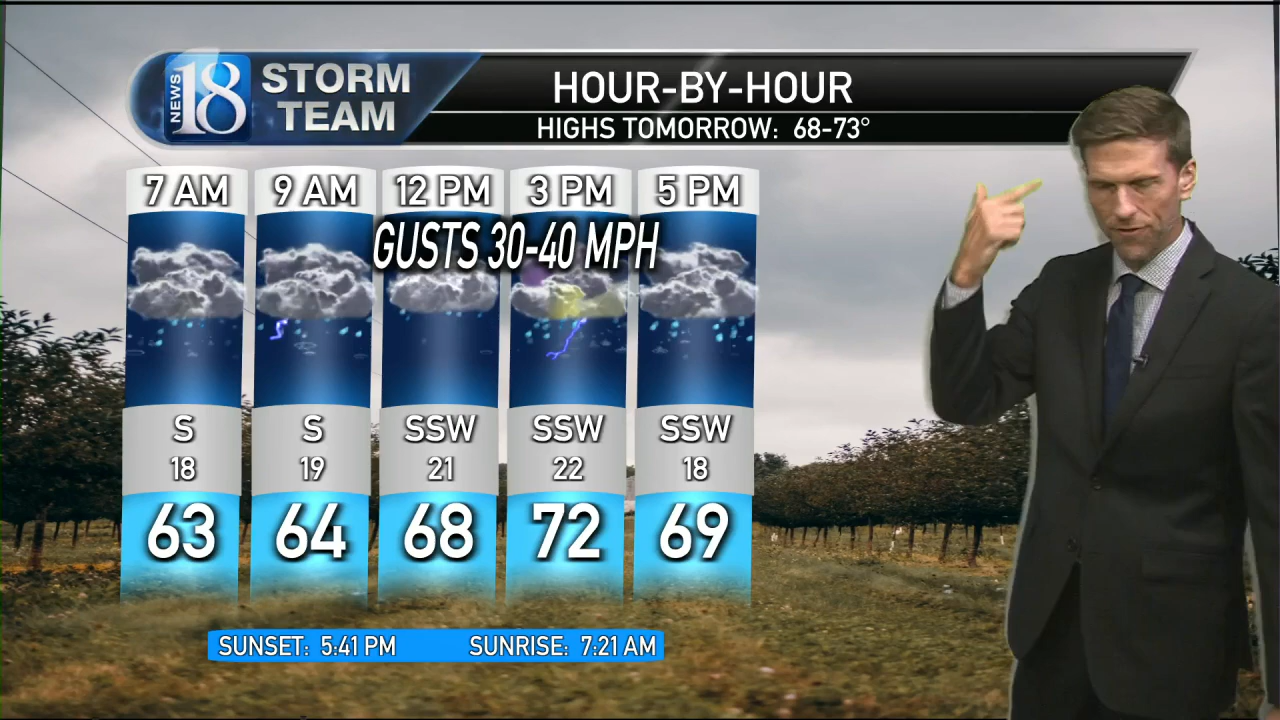 NEWS 18
STORM
TEAM
HOUR-BY-HOUR
HIGHS TOMORROW: 68-73°
7 AM 9 AM 12 PM 3 PM 5 PM
GUSTS 30-40 MPH
S S SSW SSW SSW
18 19 21 22 18
63 64 68 72 69
SUNSET: 5:41 PM SUNRISE: 7:21 AM